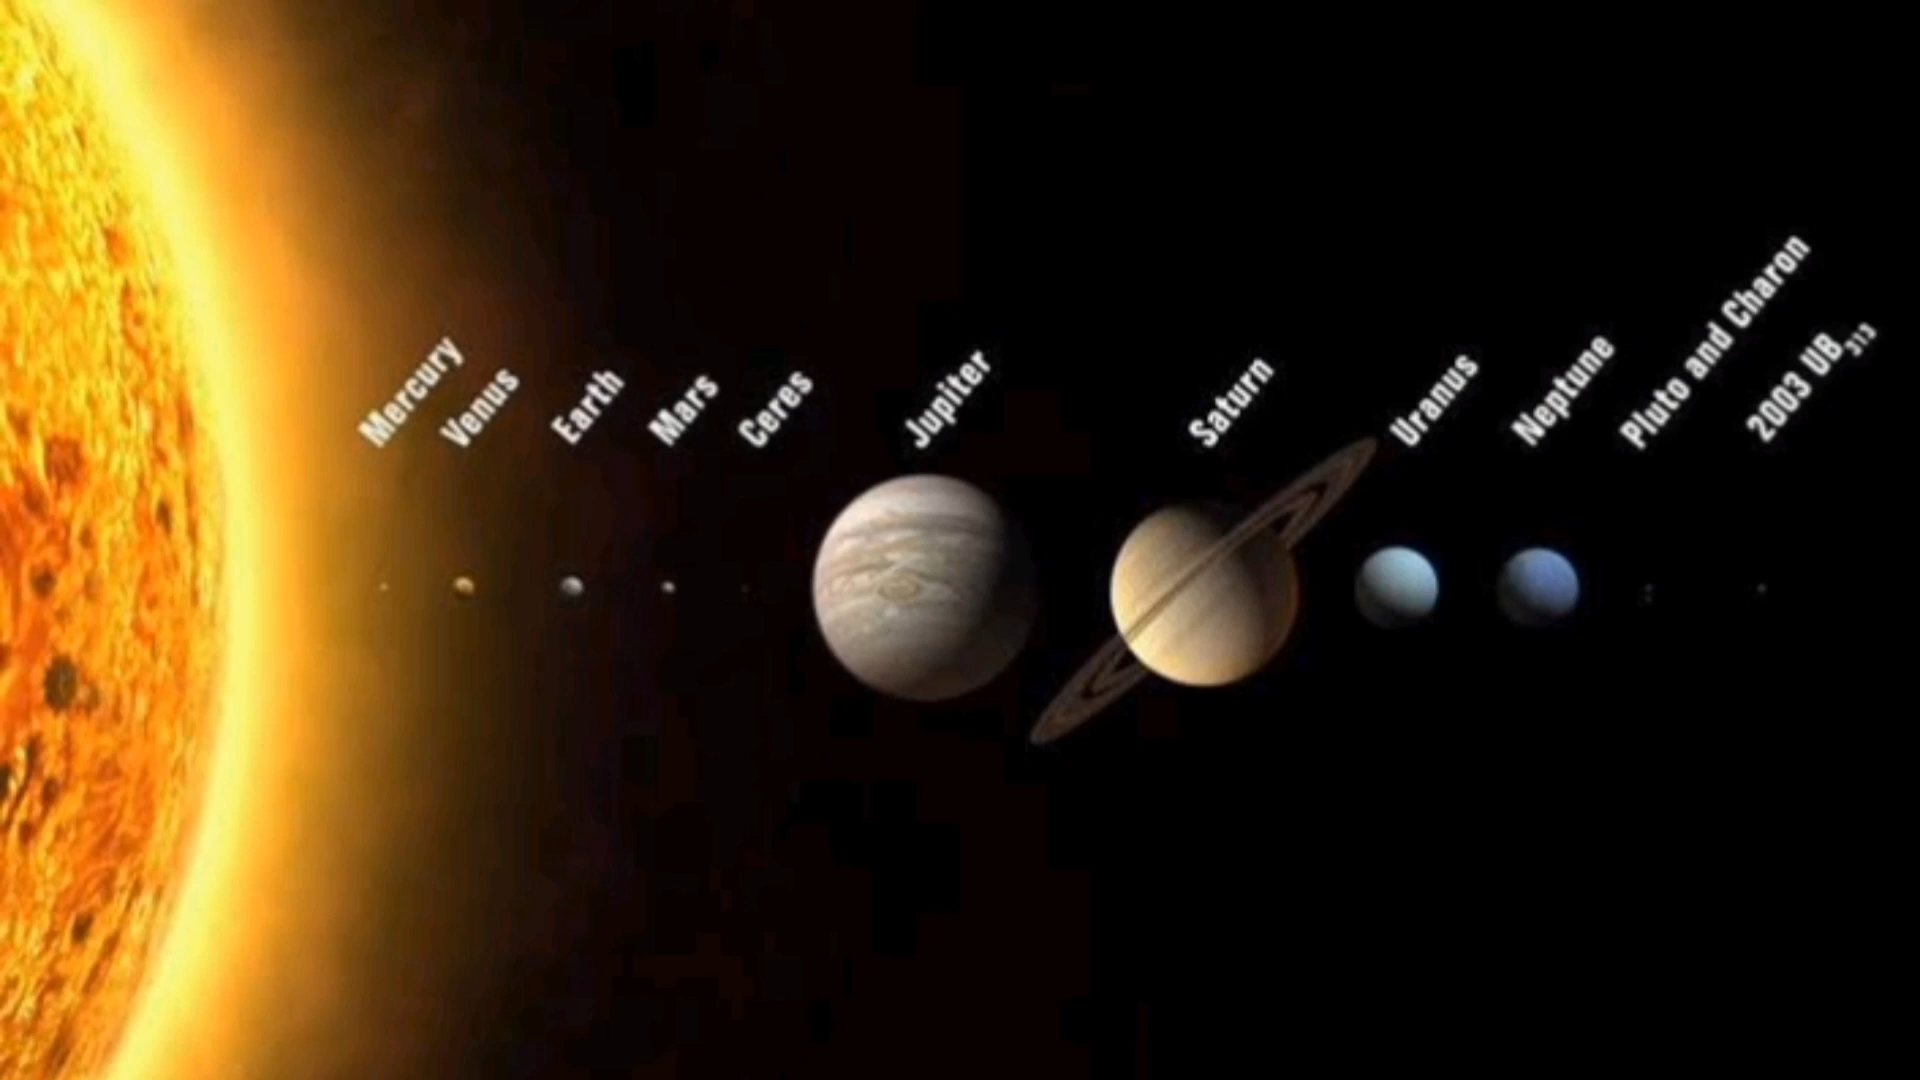 Mercury
Venus
Earth
Mars
Ceres
Jupiter
Saturn
Uranus
Neptune
Pluto and Charon
2003 UB₃₁₃